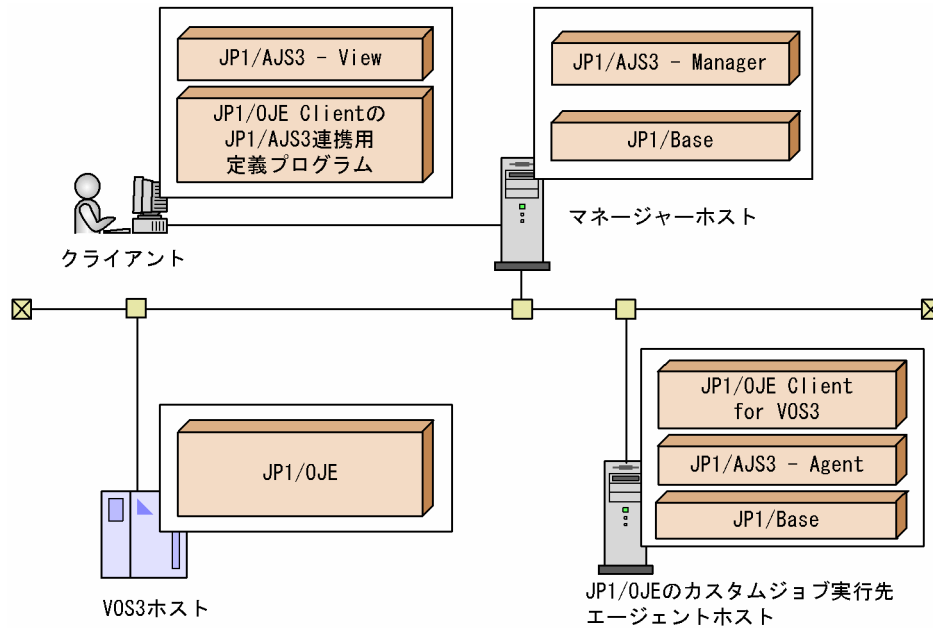 JP1/AJS3 - View
JP1/OJE Clientの
JP1/AJS3連携用
定義プログラム
クライアント
JP1/AJS3 - Manager
JP1/Base
マネージャーホスト
JP1/OJE
VOS3ホスト
JP1/OJE Client
for VOS3
JP1/AJS3 - Agent
JP1/Base
JP1/OJEのカスタムジョブ実行先
エージェントホスト